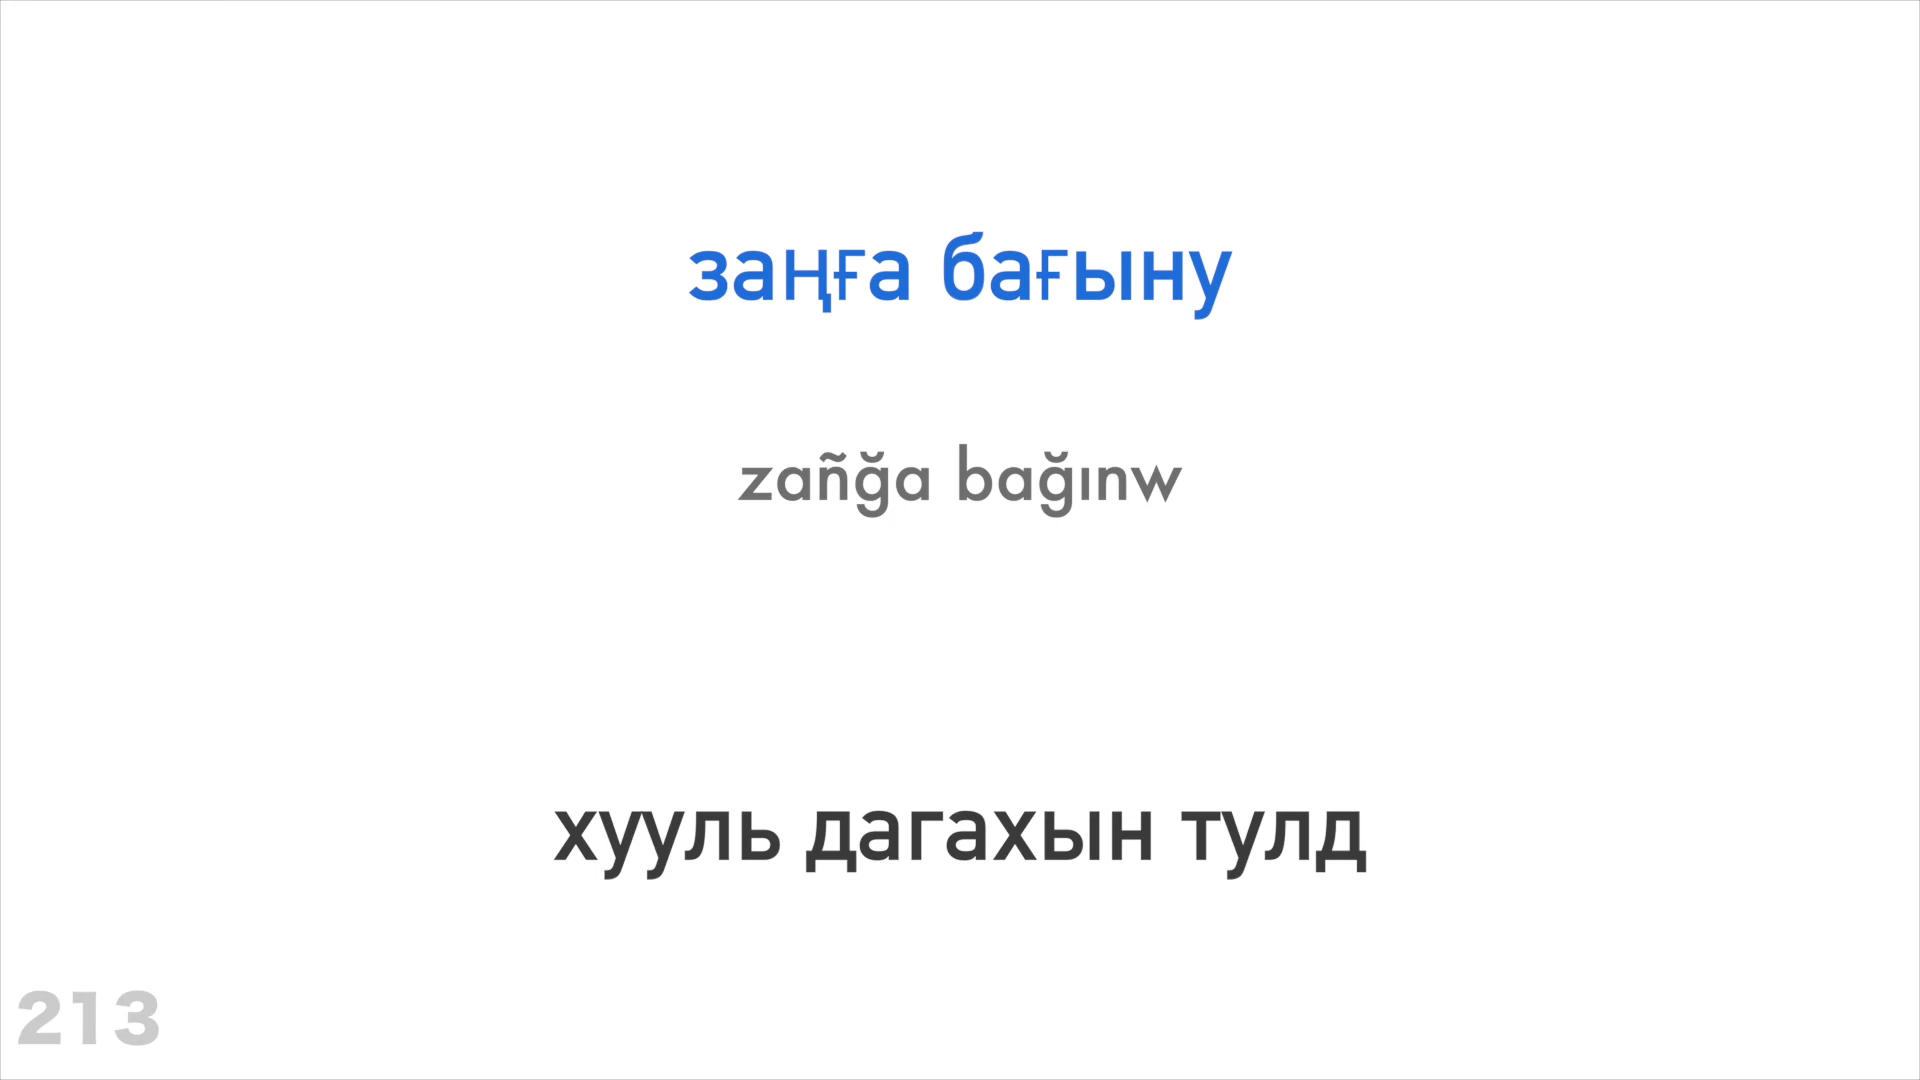 заңға бағыну
zañğa bağınw
хууль дагахын тулд
213